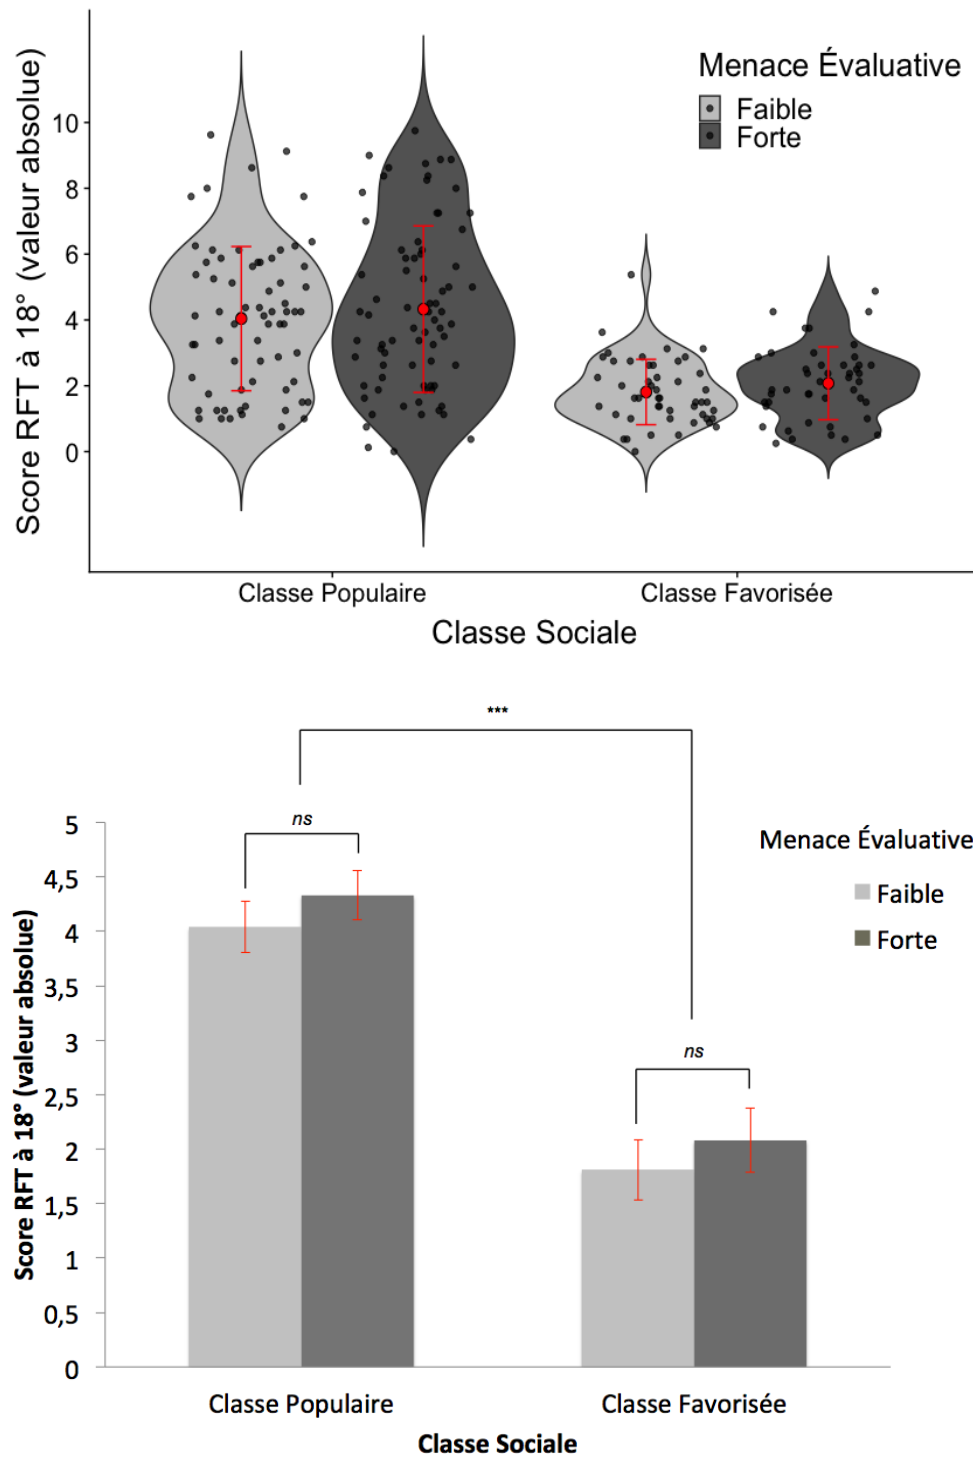 Score RFT à 18° (valeur absolue)
10
8
6
4
2
0
Menace Évaluative
Faible
Forte
Classe Populaire
Classe Favorisée
Classe Sociale
***
5
4,5
4
3,5
3
2,5
2
1,5
1
0,5
0
ns
ns
Menace Évaluative
Faible
Forte
Score RFT à 18° (valeur absolue)
Classe Populaire
Classe Favorisée
Classe Sociale